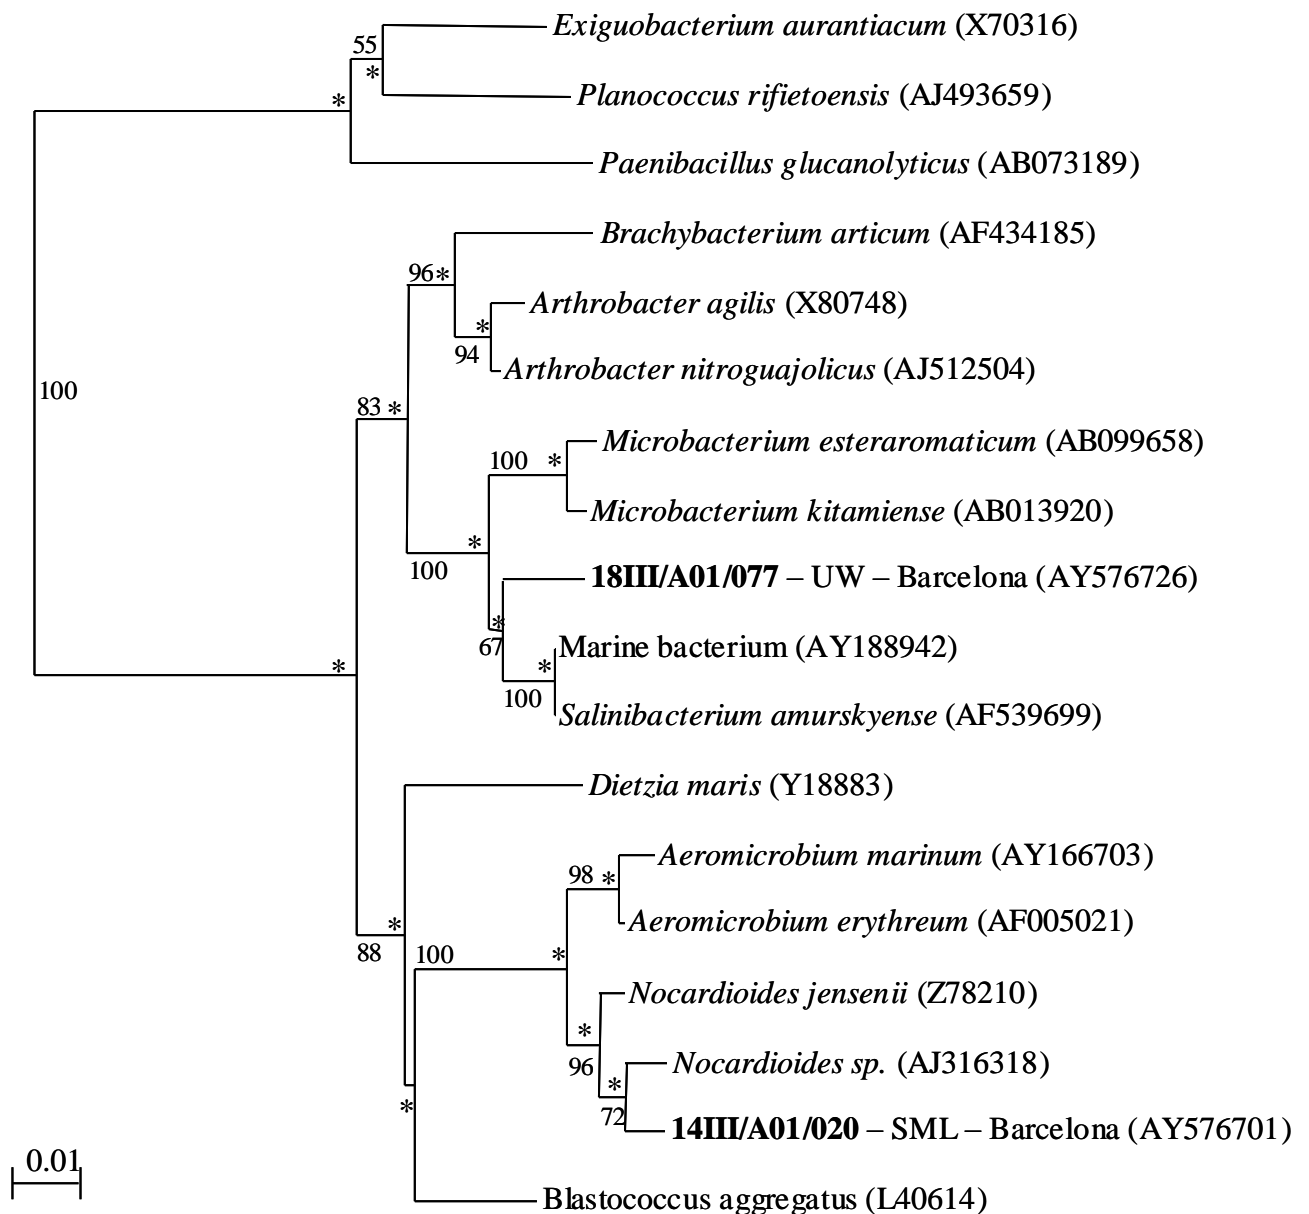 Exiguobacterium aurantiacum (X70316)
55
*
*
Planococcus rifietoensis (AJ493659)
Paenibacillus glucanolyticus (AB073189)
Brachybacterium articum (AF434185)
96*
Arthrobacter agilis (X80748)
*
94
Arthrobacter nitroguajolicus (AJ512504)
100
83 *
Microbacterium esteraromaticum (AB099658)
100 *
Microbacterium kitamiense (AB013920)
*
100
18III/A01/077 – UW – Barcelona (AY576726)
*
67
Marine bacterium (AY188942)
*
*
100
Salinibacterium amurskyense (AF539699)
Dietzia maris (Y18883)
Aeromicrobium marinum (AY166703)
98 *
Aeromicrobium erythreum (AF005021)
*
88
100
*
Nocardioides jensenii (Z78210)
*
96
Nocardioides sp. (AJ316318)
*
*
72
14III/A01/020 – SML – Barcelona (AY576701)
0.01
Blastococcus aggregatus (L40614)